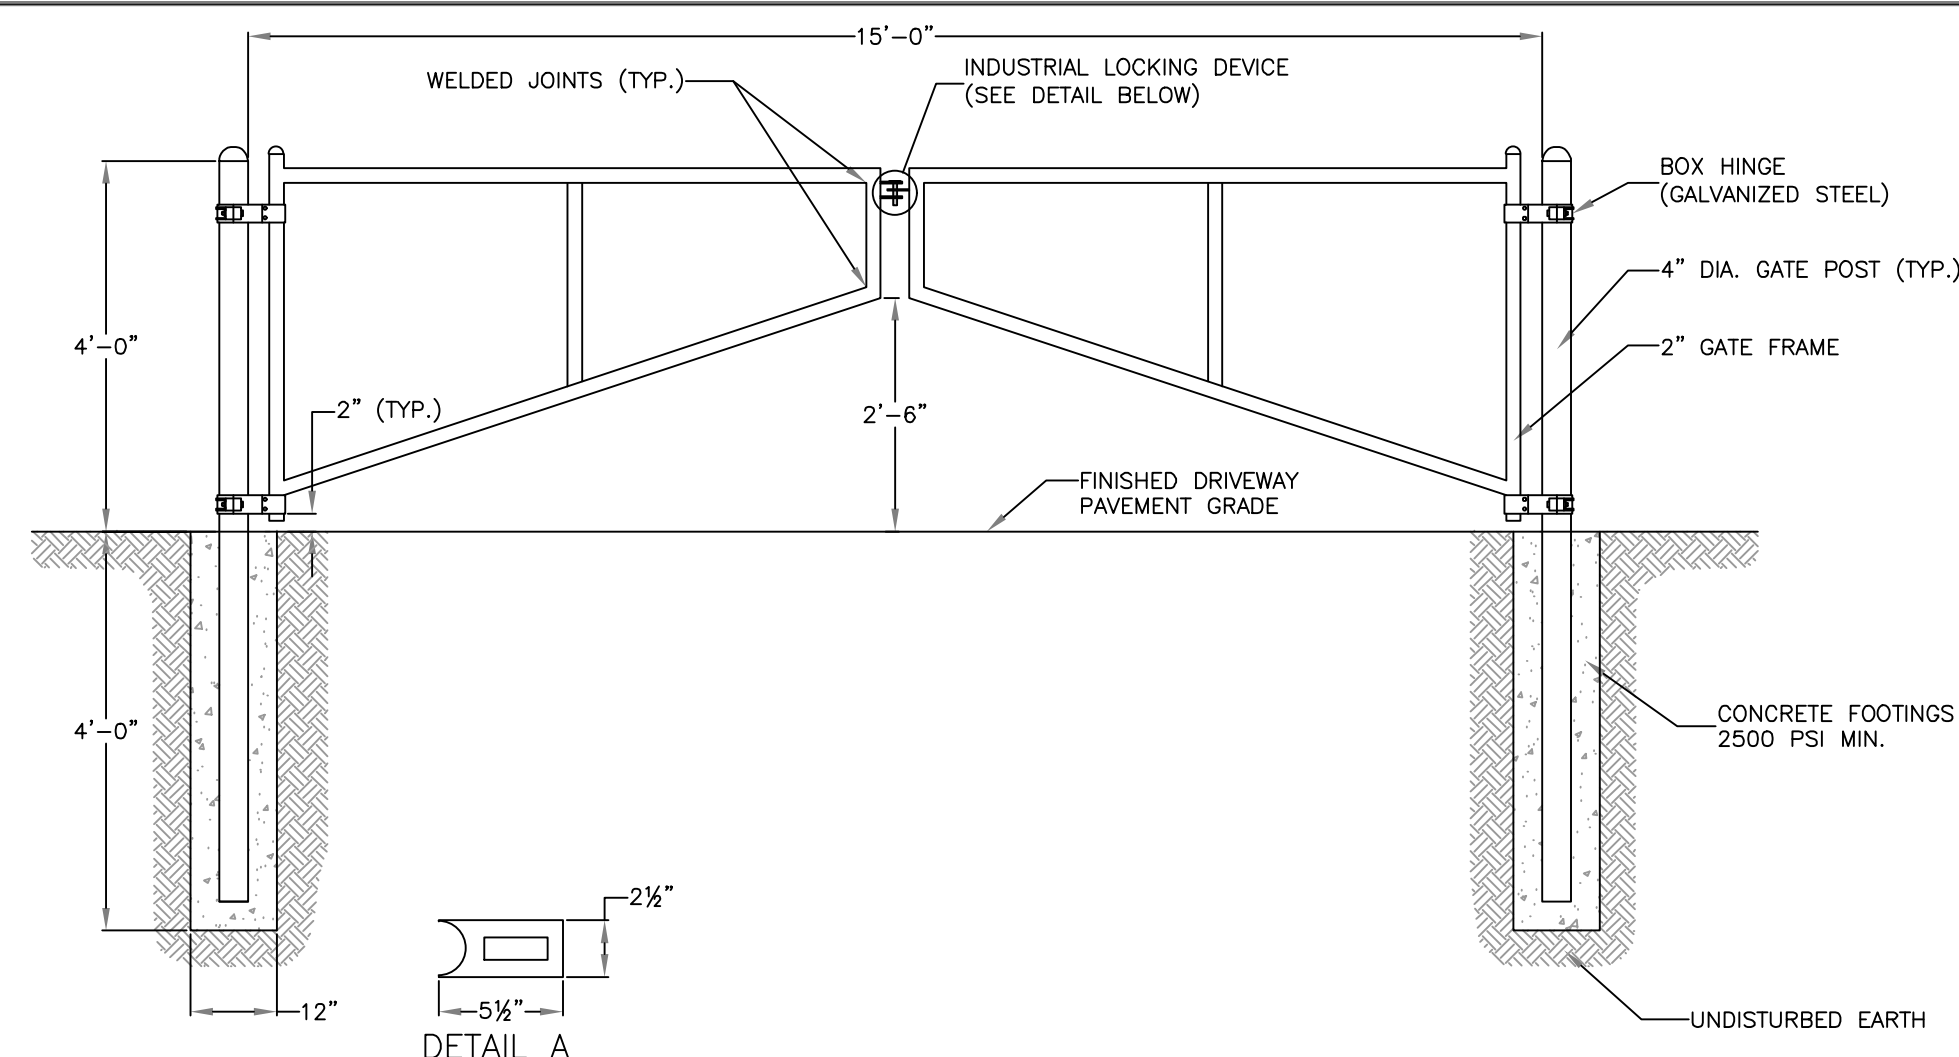 15'-0"
WELDED JOINTS (TYP.)
INDUSTRIAL LOCKING DEVICE
(SEE DETAIL BELOW)
BOX HINGE
(GALVANIZED STEEL)
4" DIA. GATE POST (TYP.)
2" GATE FRAME
4'-0"
2" (TYP.)
2'-6"
FINISHED DRIVEWAY
PAVEMENT GRADE
4'-0"
CONCRETE FOOTINGS
2500 PSI MIN.
2½"
12"
5½"
UNDISTURBED EARTH
DETAIL A